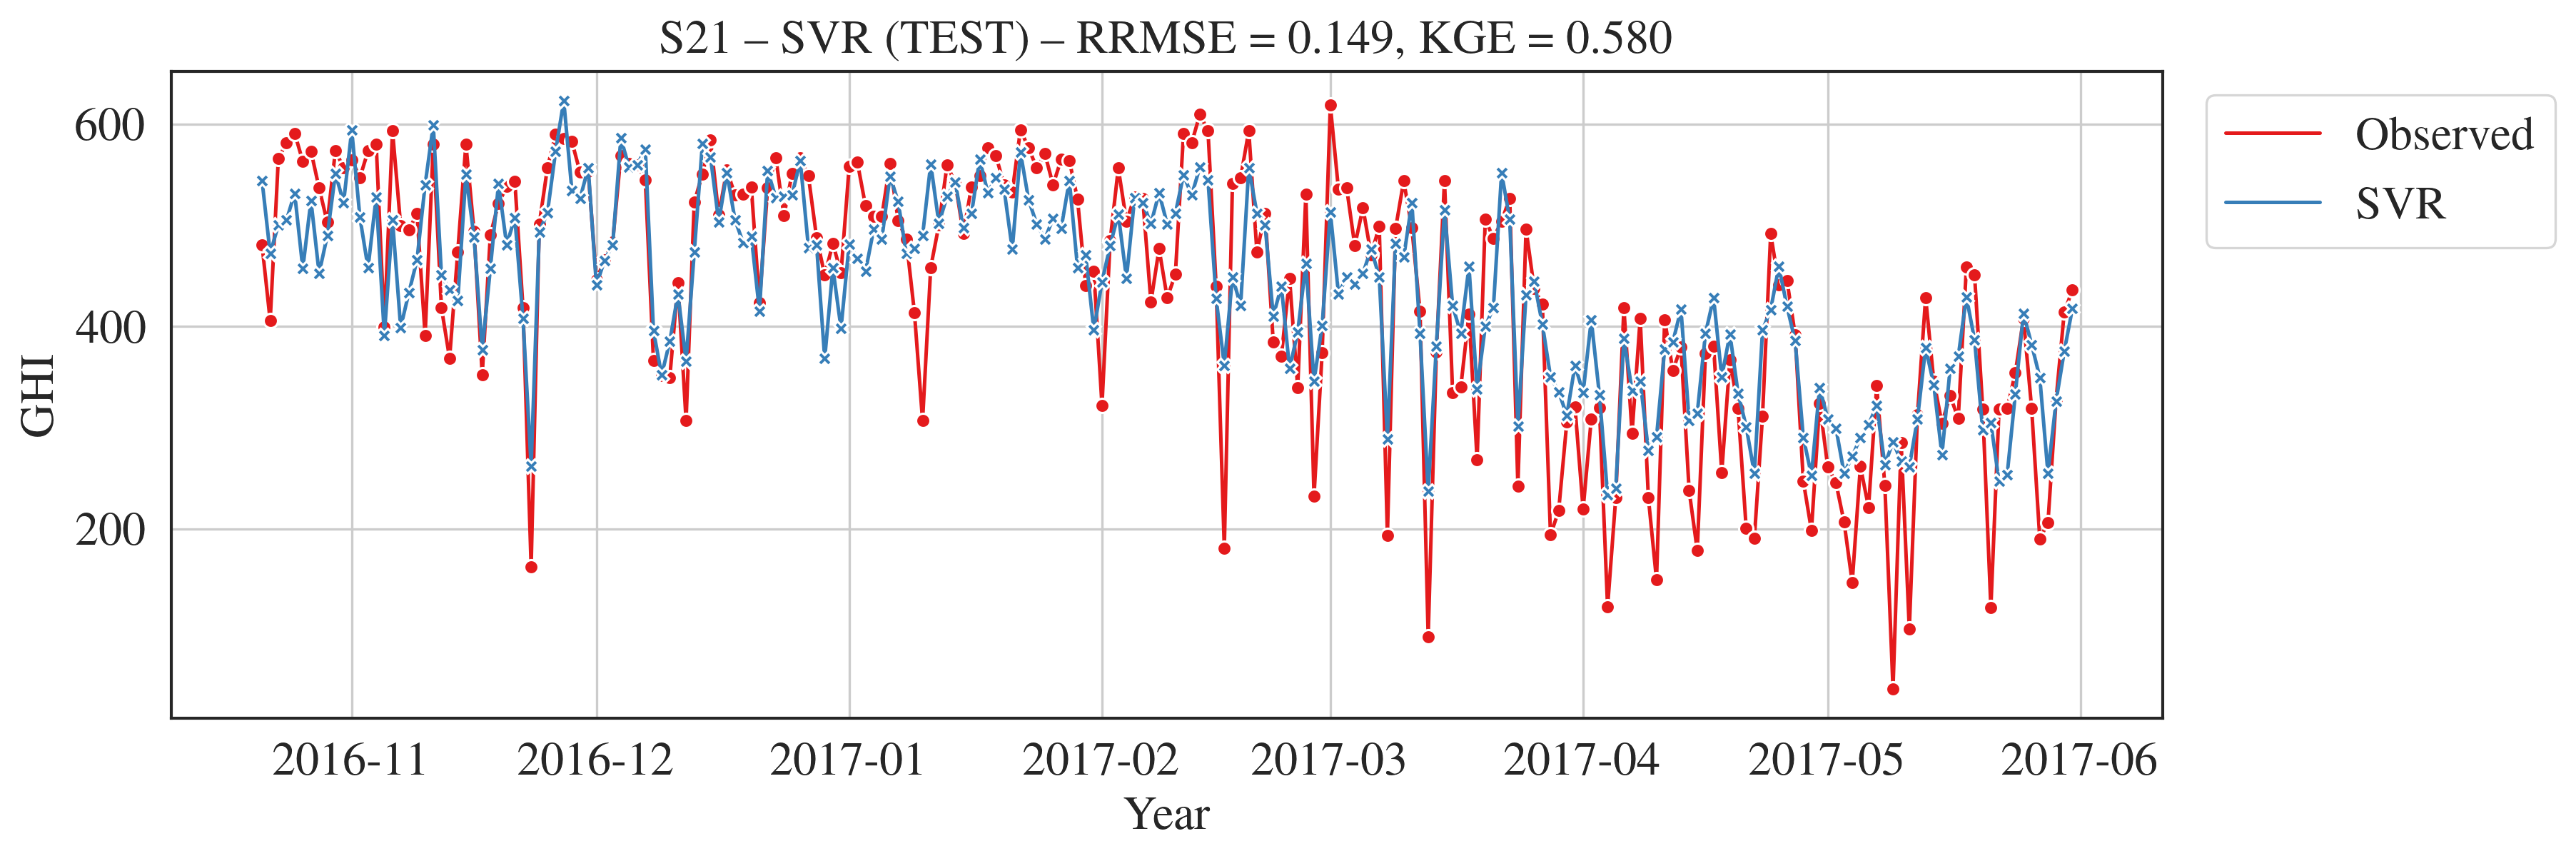 S21 – SVR (TEST) – RRMSE = 0.149, KGE = 0.580
600
400
200
GHI
Observed
SVR
2016-11 2016-12 2017-01 2017-02 2017-03 2017-04 2017-05 2017-06
Year